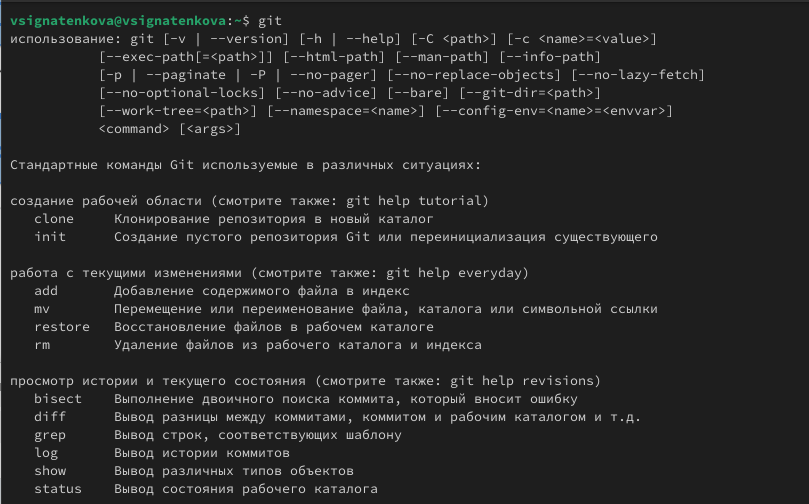 vsignatenkova@vsignatenkova:~$ git
использование: git [-v | --version] [-h | --help] [-C <path>] [-c <name>=<value>]
           [--exec-path[=<path>]] [--html-path] [--man-path] [--info-path]
           [-p | --paginate | -P | --no-pager] [--no-replace-objects] [--no-lazy-fetch]
           [--no-optional-locks] [--no-advice] [--bare] [--git-dir=<path>]
           [--work-tree=<path>] [--namespace=<name>] [--config-env=<name>=<envvar>]
           <command> [<args>]

Стандартные команды Git используемые в различных ситуациях:

создание рабочей области (смотрите также: git help tutorial)
   clone     Клонирование репозитория в новый каталог
   init      Создание пустого репозитория Git или переинициализация существующего

работа с текущими изменениями (смотрите также: git help everyday)
   add       Добавление содержимого файла в индекс
   mv        Перемещение или переименование файла, каталога или символьной ссылки
   restore   Восстановление файлов в рабочем каталоге
   rm        Удаление файлов из рабочего каталога и индекса

просмотр истории и текущего состояния (смотрите также: git help revisions)
   bisect    Выполнение двоичного поиска коммита, который вносит ошибку
   diff      Вывод разницы между коммитами, коммитом и рабочим каталогом и т.д.
   grep      Вывод строк, соответствующих шаблону
   log       Вывод истории коммитов
   show      Вывод различных типов объектов
   status    Вывод состояния рабочего каталога